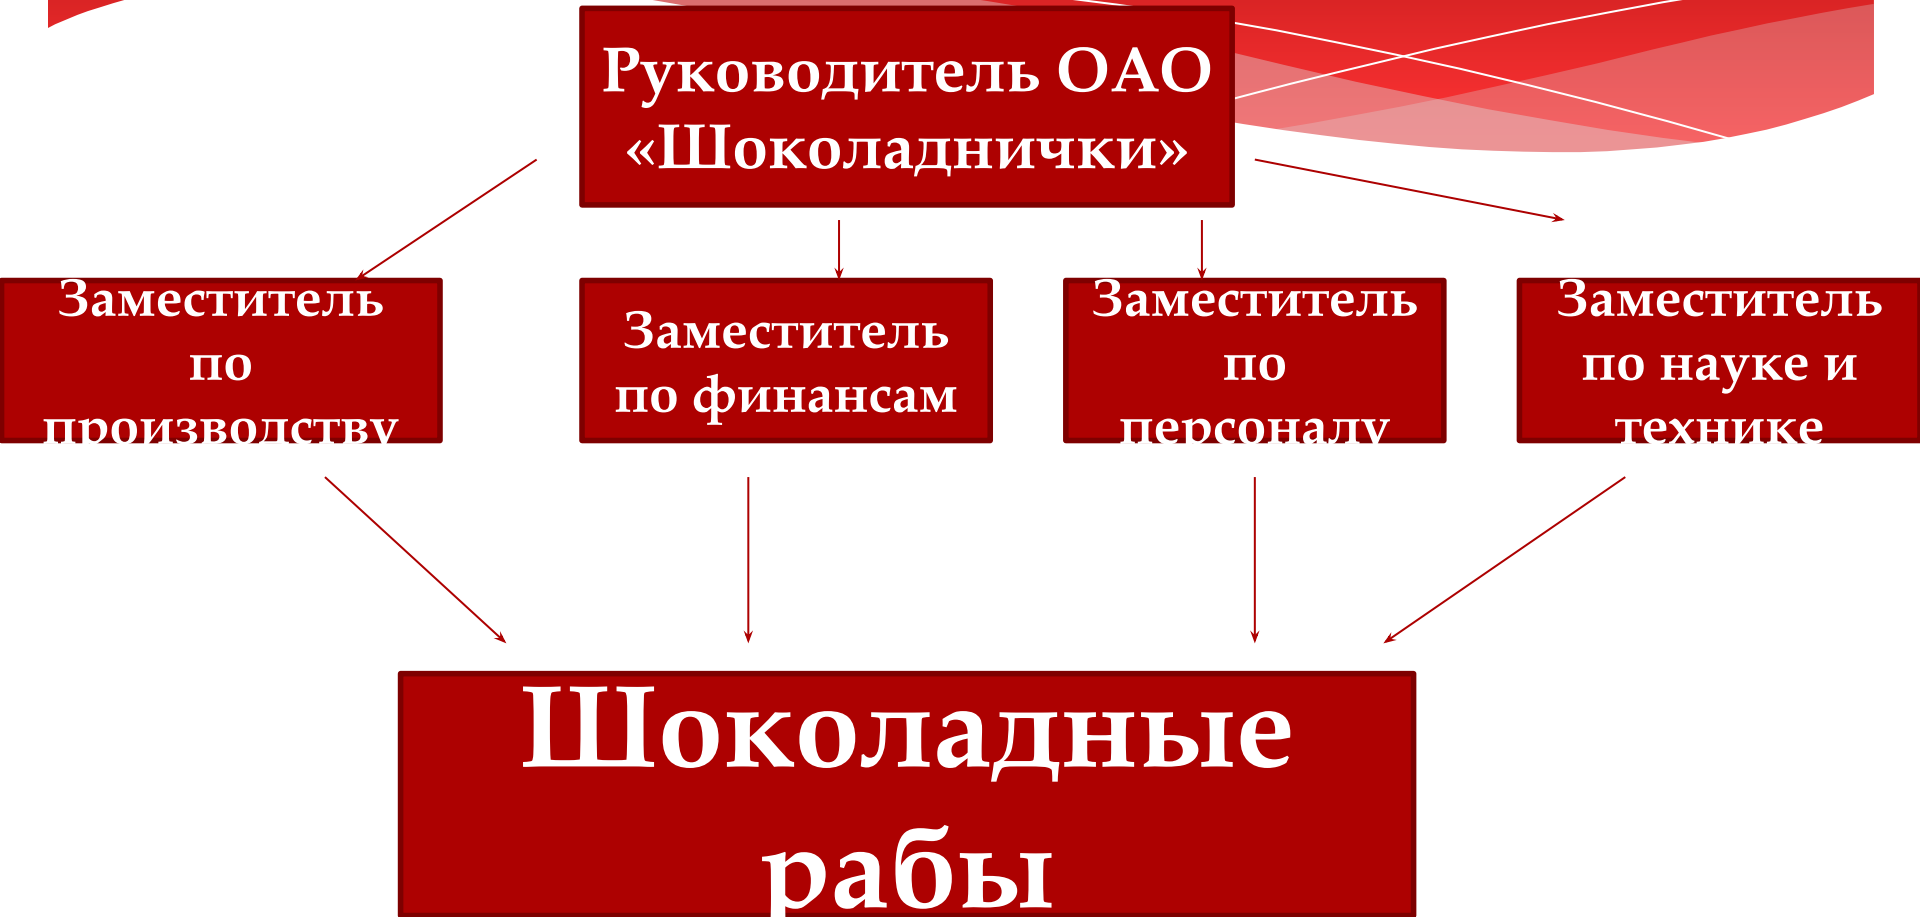 Руководитель ОАО
«Шоколаднички»
Заместитель
по
производству
Заместитель
по финансам
Заместитель
по
персоналу
Заместитель
по науке и
технике
Шоколадные
рабы